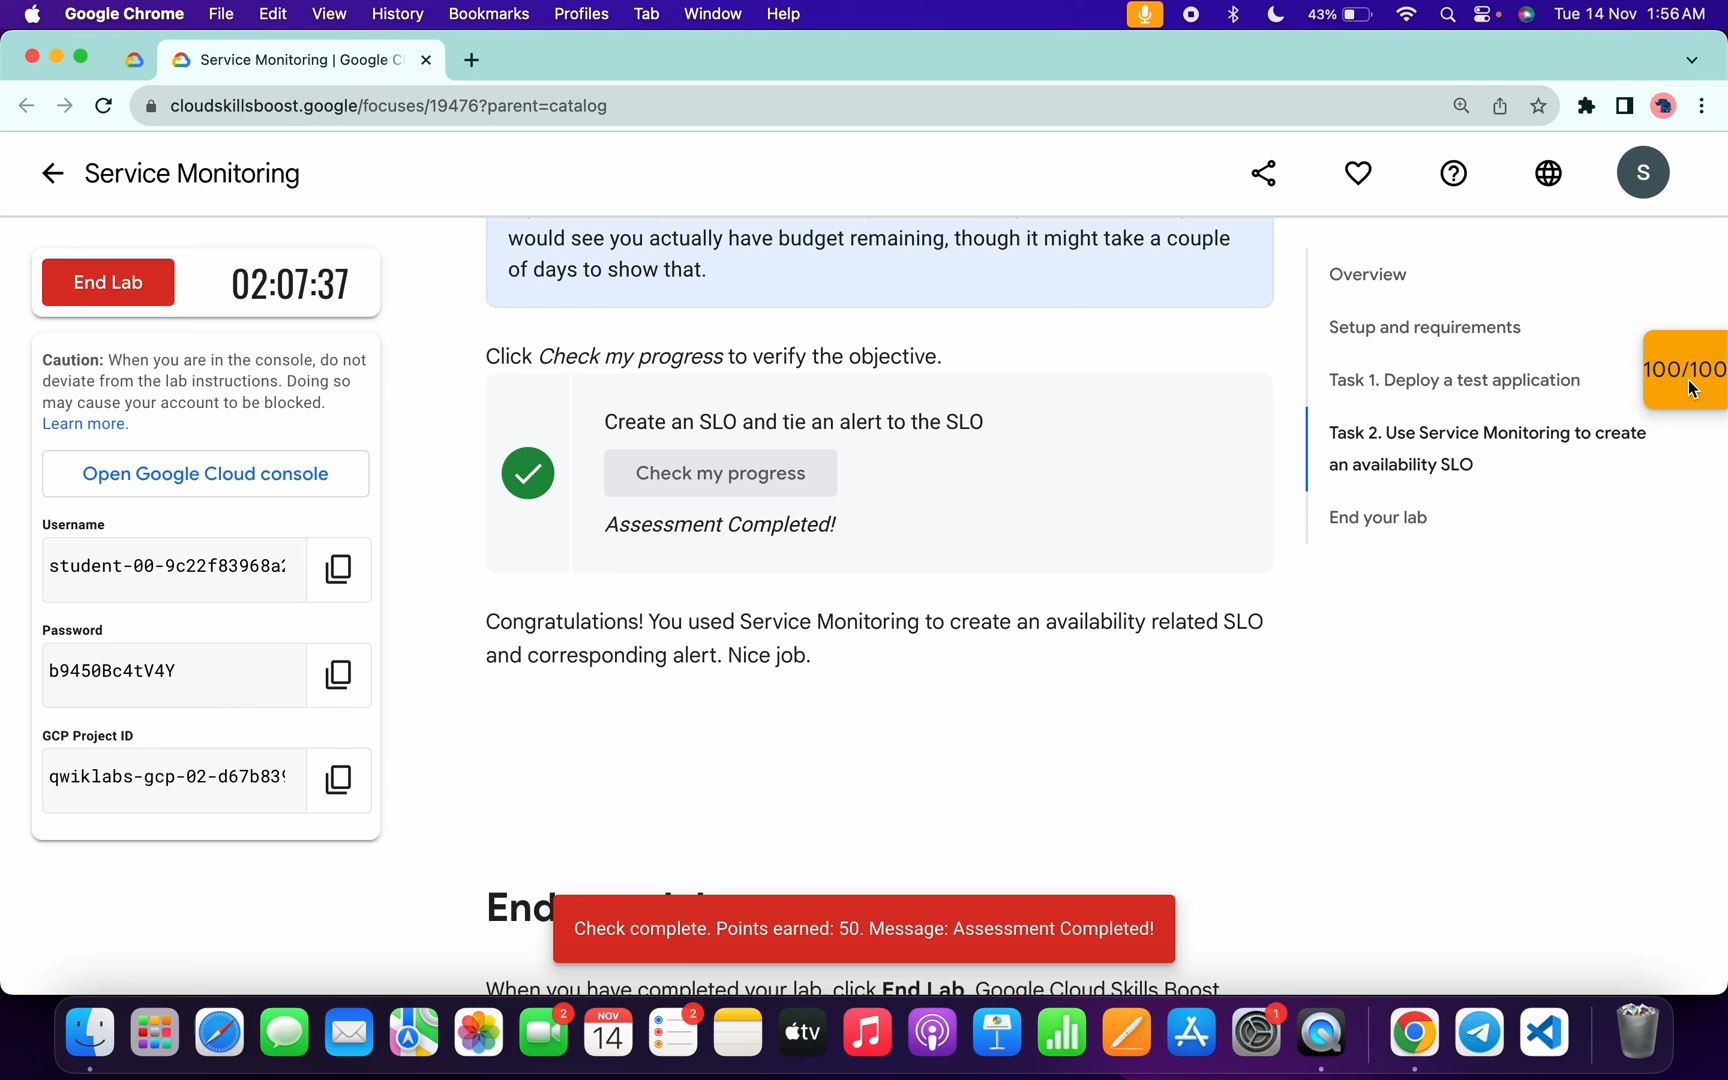 Google Chrome File Edit View History Bookmarks Profiles Tab Window Help 43% Tue 14 Nov 1:56 AM
Service Monitoring | Google C
cloudskillsboost.google/focuses/19476?parent=catalog
Service Monitoring
S
End Lab 02:07:37
Caution: When you are in the console, do not
deviate from the lab instructions. Doing so
may cause your account to be blocked.
Learn more.
Open Google Cloud console
Username
student-00-9c22f83968a
Password
b9450Bc4tV4Y
GCP Project ID
qwiklabs-gcp-02-d67b839
would see you actually have budget remaining, though it might take a couple
of days to show that.
Click Check my progress to verify the objective.
Create an SLO and tie an alert to the SLO
Check my progress
Assessment Completed!
Congratulations! You used Service Monitoring to create an availability related SLO
and corresponding alert. Nice job.
End
Check complete. Points earned: 50. Message: Assessment Completed!
When you have completed your lab, click End Lab. Google Cloud Skills Boost
Overview
Setup and requirements
Task 1. Deploy a test application
Task 2. Use Service Monitoring to create
an availability SLO
End your lab
100/100
2
NOV
14
2
tv
1